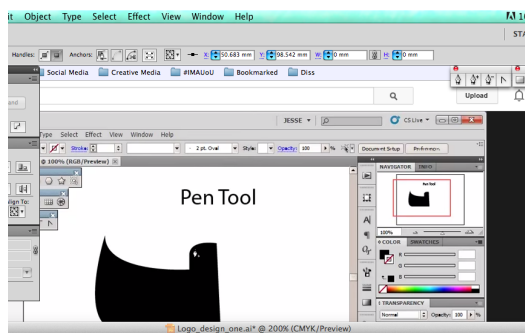 it Object Type Select Effect View Window Help
Handles: Anchors: X: 50.683 mm Y: 98.542 mm W: 0 mm H: 0 mm
Social Media Creative Media #IMAUoU Bookmarked Diss
Upload
JESSE CS Live
Type Select Effect View Window Help
Stroke: 2 pt. Oval Style: Opacity: 100 % Document Setup
@ 100% (RGB/Preview)
NAVIGATOR INFO
Pen Tool
Pen Tool
Align To:
100%
COLOR SWATCHES
R
G
B
TRANSPARENCY
Normal Opacity: 100 %
Logo_design_one.ai* @ 200% (CMYK/Preview)